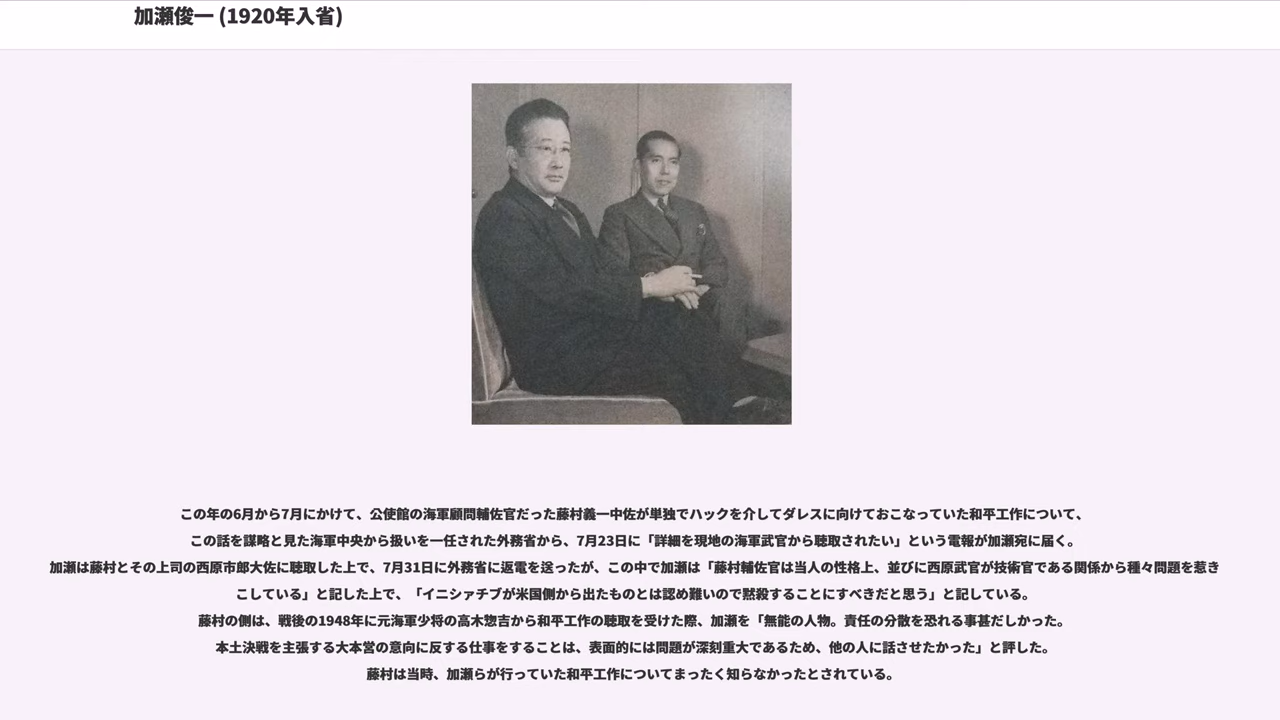 加瀬俊一 (1920年入省)
この年の6月から7月にかけて、公使館の海軍顧問輔佐官だった藤村義一中佐が単独でハックを介してダレスに向けておこなっていた和平工作について、
この話を謀略と見た海軍中央から扱いを一任された外務省から、7月23日に「詳細を現地の海軍武官から聴取されたい」という電報が加瀬宛に届く。
加瀬は藤村とその上司の西原市郎大佐に聴取した上で、7月31日に外務省に返電を送ったが、この中で加瀬は「藤村輔佐官は当人の性格上、並びに西原武官が技術官である関係から種々問題を惹き
こしている」と記した上で、「イニシァチブが米国側から出たものとは認め難いので黙殺することにすべきだと思う」と記している。
藤村の側は、戦後の1948年に元海軍少将の高木惣吉から和平工作の聴取を受けた際、加瀬を「無能の人物。責任の分散を恐れる事甚だしかった。
本土決戦を主張する大本営の意向に反する仕事をすることは、表面的には問題が深刻重大であるため、他の人に話させたかった」と評した。
藤村は当時、加瀬らが行っていた和平工作についてまったく知らなかったとされている。